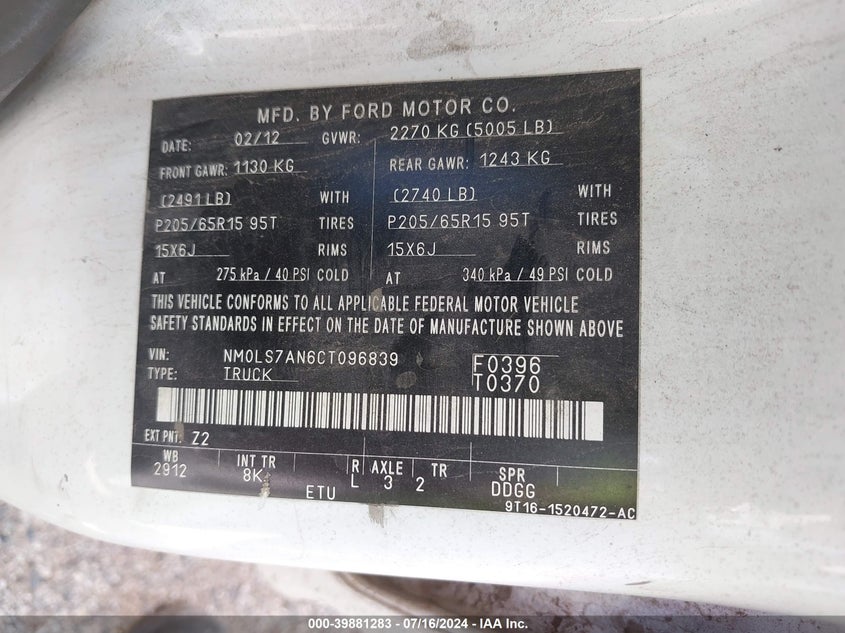 MFD. BY FORD MOTOR CO.
DATE: 02/12 GVWR: 2270 KG (5005 LB)
FRONT GAWR: 1130 KG REAR GAWR: 1243 KG
(2491 LB) WITH (2740 LB) WITH
P205/65R15 95T TIRES P205/65R15 95T TIRES
15X6J RIMS 15X6J RIMS
AT 275 kPa / 40 PSI COLD AT 340 kPa / 49 PSI COLD
THIS VEHICLE CONFORMS TO ALL APPLICABLE FEDERAL MOTOR VEHICLE
SAFETY STANDARDS IN EFFECT ON THE DATE OF MANUFACTURE SHOWN ABOVE
VIN: NM0LS7AN6CT096839 F0396
TYPE: TRUCK T0370
EXT PNT: Z2
WB INT TR R AXLE TR SPR
2912 8K L 3 2 DDGG
ETU 9T16-1520472-AC
000-39881283 - 07/16/2024 - IAA Inc.